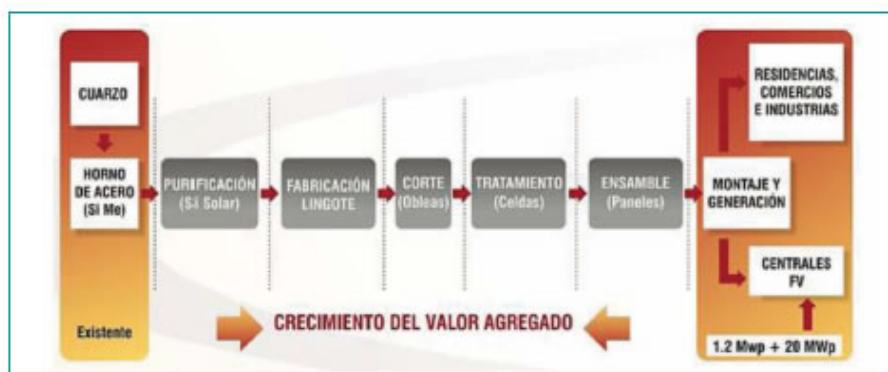 CUARZO
HORNO
DE ACERO
(Si Me)
Existente
PURIFICACIÓN
(Si Solar)
FABRICACIÓN
LINGOTE
CORTE
(Obleas)
TRATAMIENTO
(Celdas)
ENSAMBLE
(Paneles)
CRECIMIENTO DEL VALOR AGREGADO
RESIDENCIAS,
COMERCIOS
E INDUSTRIAS
MONTAJE Y
GENERACIÓN
CENTRALES
FV
1.2 Mwp + 20 MWp